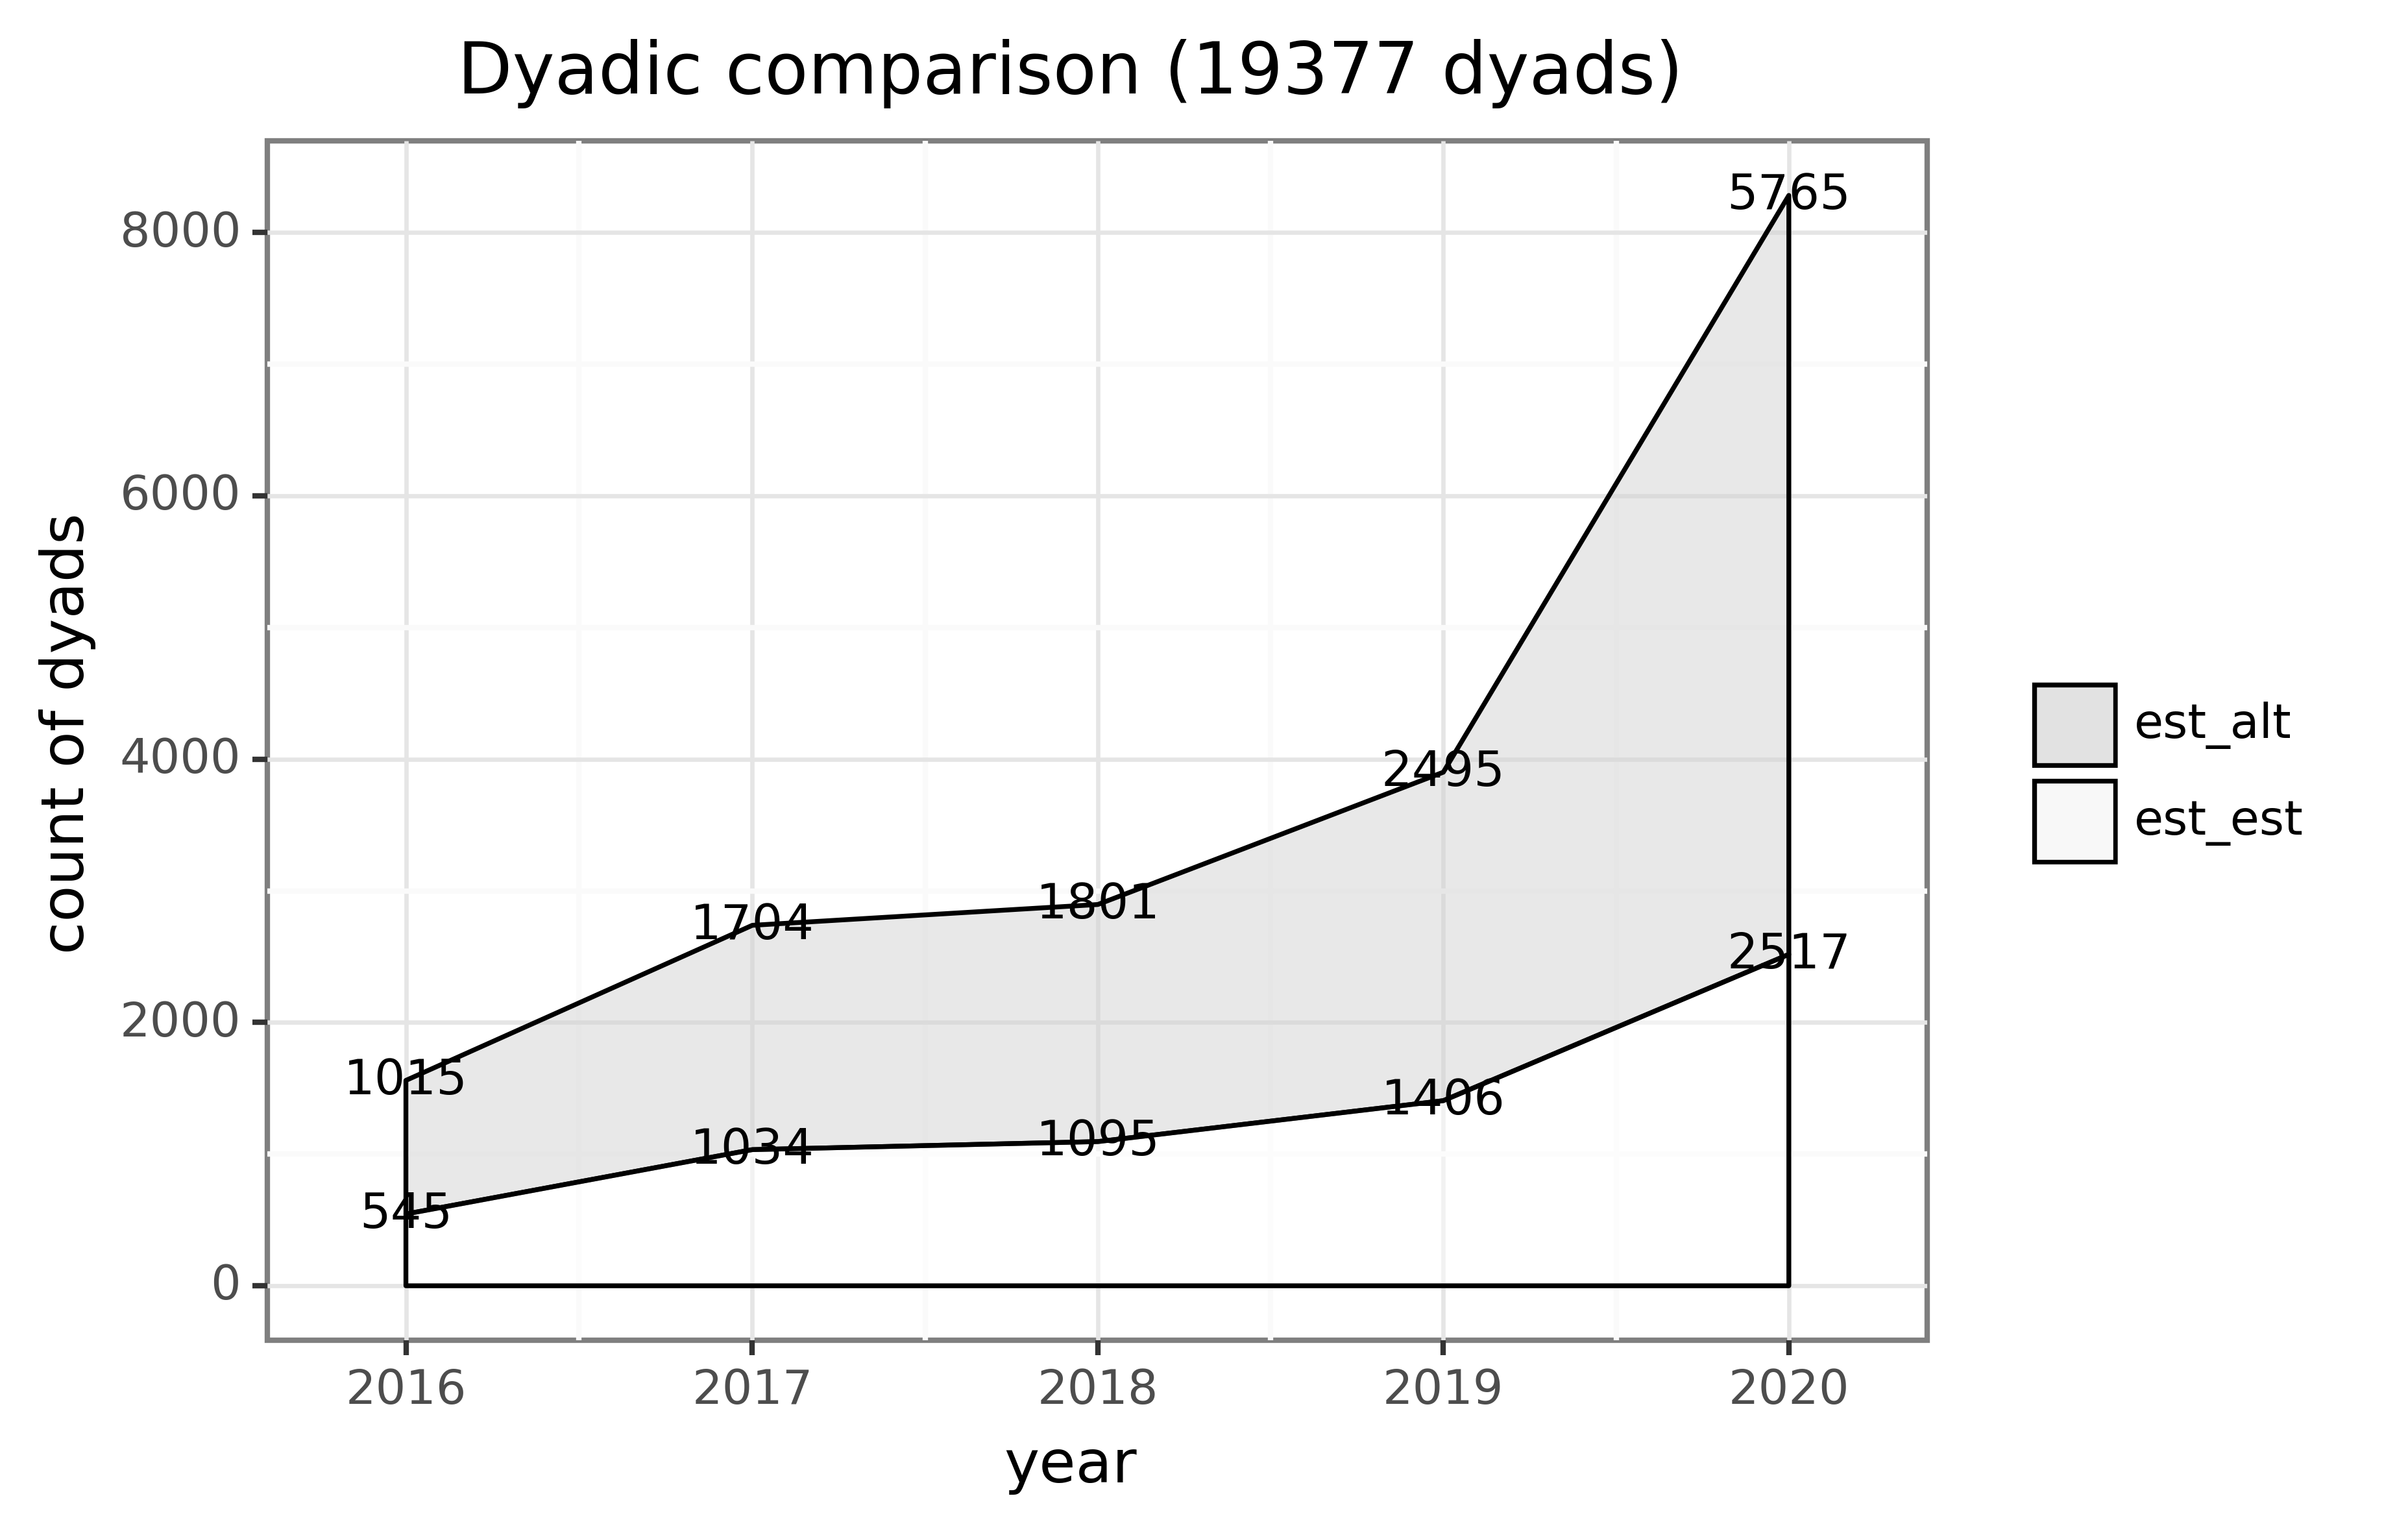 Dyadic comparison (19377 dyads)
count of dyads
8000
6000
4000
2000
0
5765
2495
1801
1704
1015
2517
1406
1095
1034
545
2016 2017 2018 2019 2020
year
est_alt
est_est